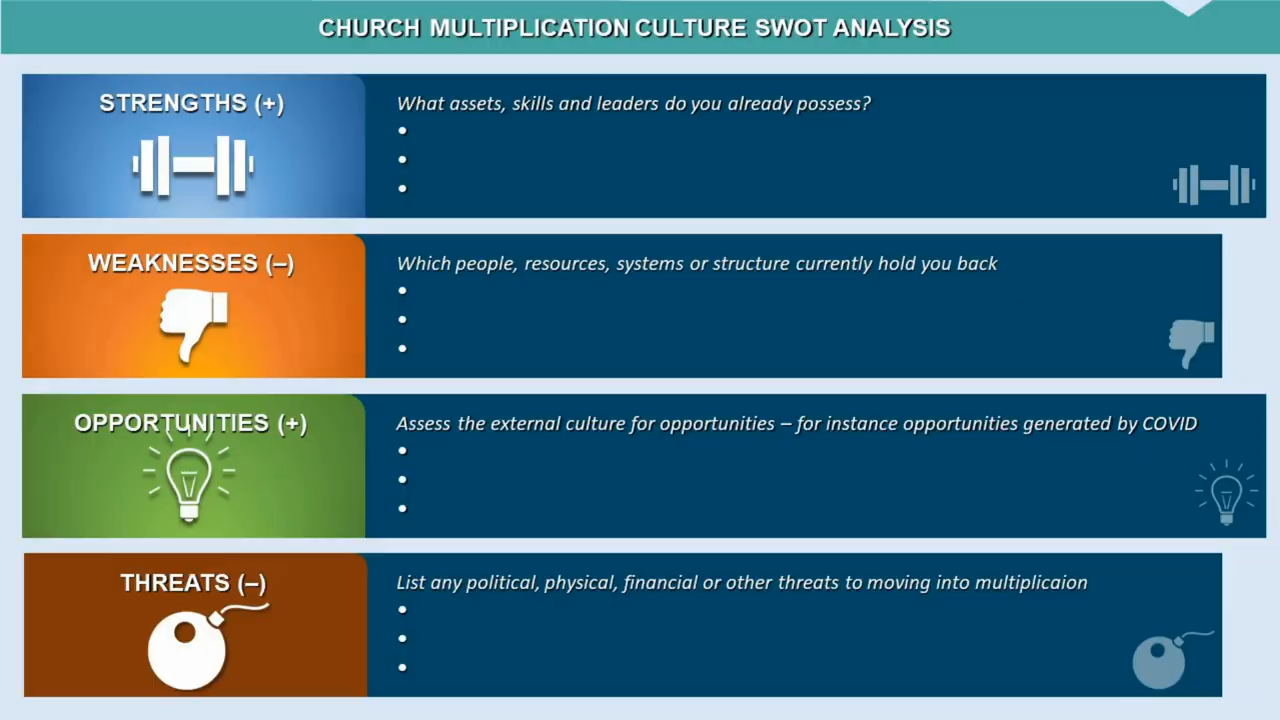 CHURCH MULTIPLICATION CULTURE SWOT ANALYSIS
STRENGTHS (+)
What assets, skills and leaders do you already possess?
•
•
•
WEAKNESSES (–)
Which people, resources, systems or structure currently hold you back
•
•
•
OPPORTUNITIES (+)
Assess the external culture for opportunities – for instance opportunities generated by COVID
•
•
•
THREATS (–)
List any political, physical, financial or other threats to moving into multiplicaion
•
•
•